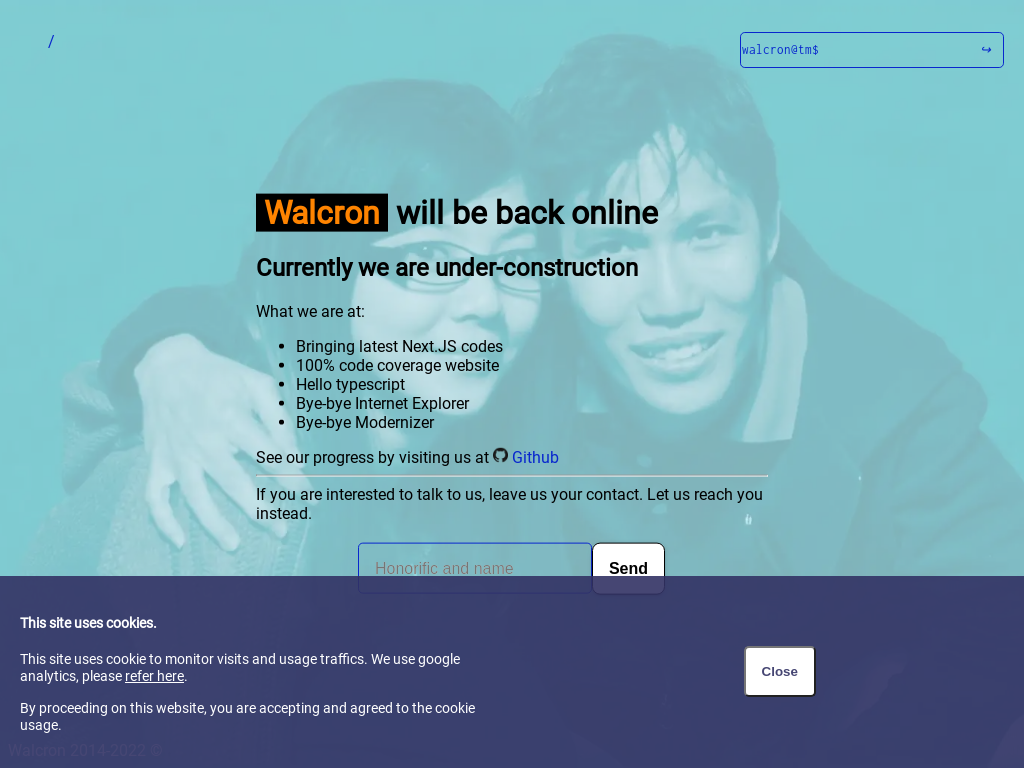 /
walcron@tm$ ↪
Walcron will be back online
Currently we are under-construction
What we are at:
• Bringing latest Next.JS codes
• 100% code coverage website
• Hello typescript
• Bye-bye Internet Explorer
• Bye-bye Modernizer
See our progress by visiting us at Github
If you are interested to talk to us, leave us your contact. Let us reach you
instead.
Honorific and name
Send
This site uses cookies.
This site uses cookie to monitor visits and usage traffic. We use google
analytics, please refer here.
Close
By proceeding on this website, you are accepting and agreed to the cookie
usage.
Walcron 2014-2022 ©